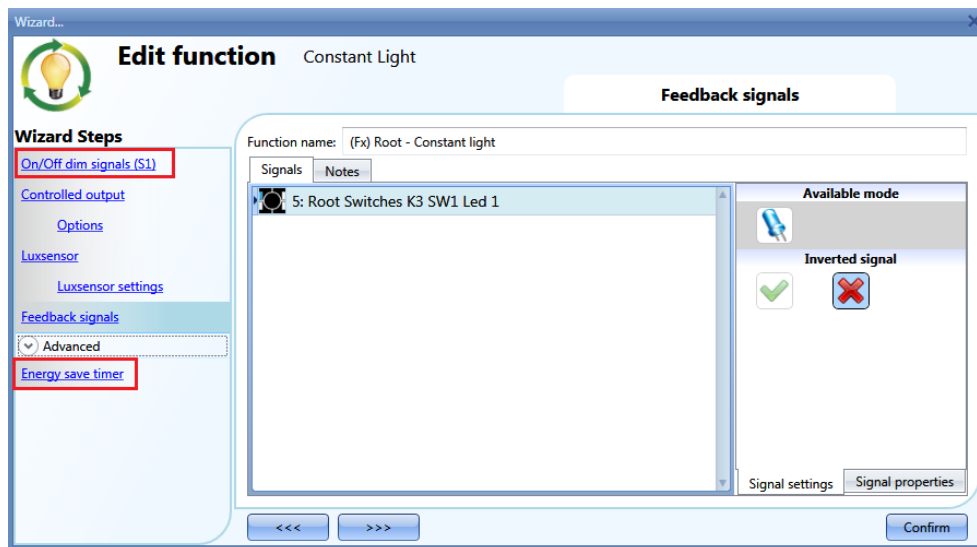 Wizard...
Edit function Constant Light
Feedback signals
Wizard Steps
On/Off dim signals (S1)
Controlled output
Options
Luxsensor
Luxsensor settings
Feedback signals
Advanced
Energy save timer
Function name: (Fx) Root - Constant light
Signals Notes
5: Root Switches K3 SW1 Led 1
Available mode
Inverted signal
Signal settings Signal properties
<<< >>> Confirm